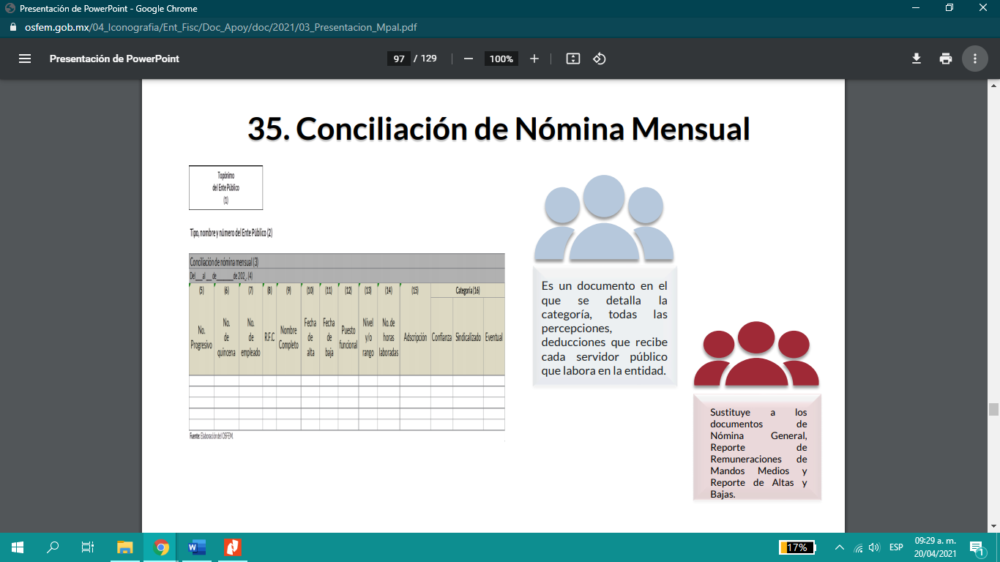 Presentación de PowerPoint - Google Chrome
osfem.gob.mx/04_Iconografia/Ent_Fisc/Doc_Apoy/doc/2021/03_Presentacion_Mpal.pdf
Presentación de PowerPoint
97 / 129
100%
35. Conciliación de Nómina Mensual
Topónimo
del Ente Público
(1)
Tipo, nombre y número del Ente Público (2)
Conciliación de nómina mensual (3)
Del___al __ de_______de 202_. (4)
(5) (6) (7) (8) (9) (10) (11) (12) (13) (14) (15) Categoría (16)
No. Progresivo
No. de quincena
No. de empleado
R.F.C
Nombre Completo
Fecha de alta
Fecha de baja
Puesto funcional
Nivel y/o rango
No. de horas laboradas
Adscripción
Confianza
Sindicalizado
Eventual
Fuente: Elaboración del OSFEM.
Es un documento en el
que se detalla la
categoría, todas las
percepciones,
deducciones que recibe
cada servidor público
que labora en la entidad.
Sustituye a los
documentos de
Nómina General,
Reporte de
Remuneraciones de
Mandos Medios y
Reporte de Altas y
Bajas.
17%
ESP
09:29 a. m.
20/04/2021
1